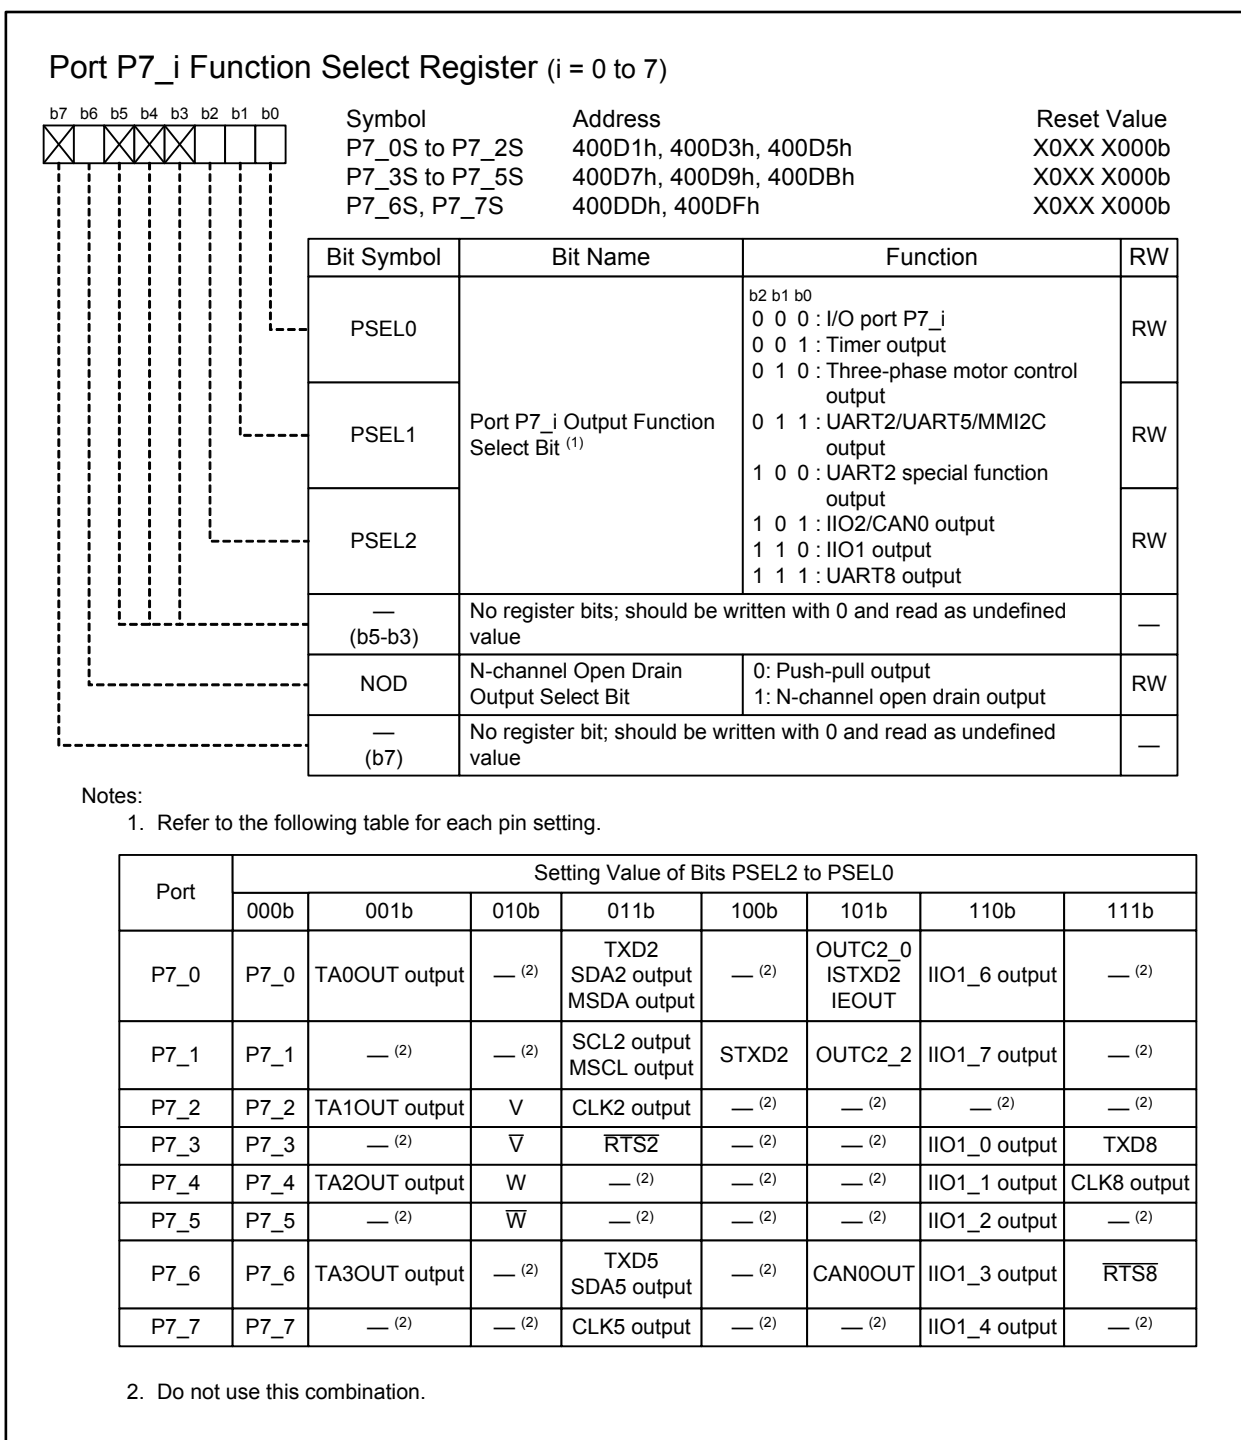 Port P7_i Function Select Register (i = 0 to 7)
b7 b6 b5 b4 b3 b2 b1 b0
Symbol Address Reset Value
P7_0S to P7_2S 400D1h, 400D3h, 400D5h X0XX X000b
P7_3S to P7_5S 400D7h, 400D9h, 400DBh X0XX X000b
P7_6S, P7_7S 400DDh, 400DFh X0XX X000b
Bit Symbol Bit Name Function RW
PSEL0
PSEL1
PSEL2
Port P7_i Output Function
Select Bit (1)
b2 b1 b0
0 0 0 : I/O port P7_i
0 0 1 : Timer output
0 1 0 : Three-phase motor control
output
0 1 1 : UART2/UART5/MMI2C
output
1 0 0 : UART2 special function
output
1 0 1 : IIO2/CAN0 output
1 1 0 : IIO1 output
1 1 1 : UART8 output
RW
RW
RW
—
(b5-b3)
No register bits; should be written with 0 and read as undefined
value
—
NOD
N-channel Open Drain
Output Select Bit
0: Push-pull output
1: N-channel open drain output
RW
—
(b7)
No register bit; should be written with 0 and read as undefined
value
—
Notes:
1. Refer to the following table for each pin setting.
Port Setting Value of Bits PSEL2 to PSEL0
000b 001b 010b 011b 100b 101b 110b 111b
P7_0 P7_0 TA0OUT output — (2)
TXD2
SDA2 output
MSDA output
— (2)
OUTC2_0
ISTXD2
IEOUT
IIO1_6 output — (2)
P7_1 P7_1 — (2) — (2)
SCL2 output
MSCL output
STXD2 OUTC2_2 IIO1_7 output — (2)
P7_2 P7_2 TA1OUT output V CLK2 output — (2) — (2) — (2) — (2)
P7_3 P7_3 — (2) V̅ R̅T̅S̅2̅ — (2) — (2) IIO1_0 output TXD8
P7_4 P7_4 TA2OUT output W — (2) — (2) — (2) IIO1_1 output CLK8 output
P7_5 P7_5 — (2) W̅ — (2) — (2) — (2) IIO1_2 output — (2)
P7_6 P7_6 TA3OUT output — (2)
TXD5
SDA5 output
— (2) CAN0OUT IIO1_3 output R̅T̅S̅8̅
P7_7 P7_7 — (2) — (2) CLK5 output — (2) — (2) IIO1_4 output — (2)
2. Do not use this combination.